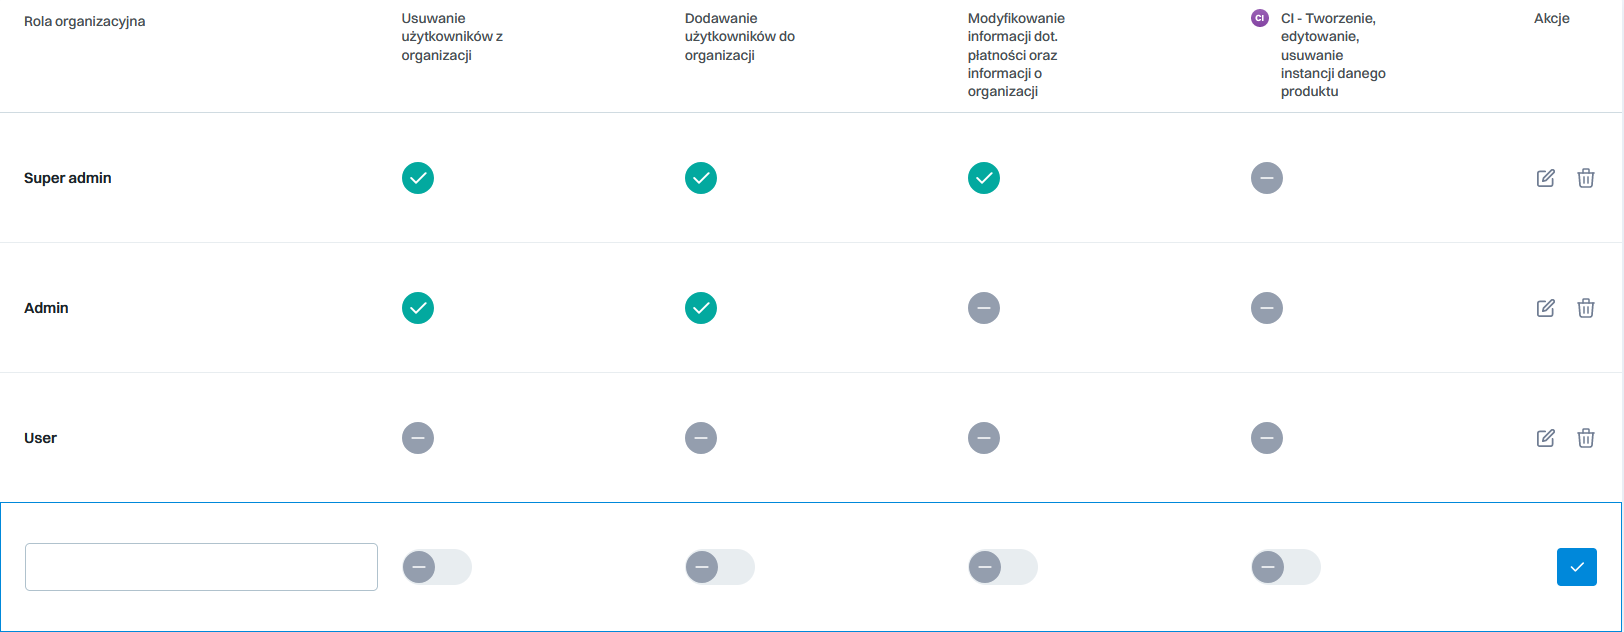 Rola organizacyjna
Usuwanie
użytkowników z
organizacji
Dodawanie
użytkowników do
organizacji
Modyfikowanie
informacji dot.
płatności oraz
informacji o
organizacji
CI
CI - Tworzenie,
edytowanie,
usuwanie
instancji danego
produktu
Akcje
Super admin
Admin
User